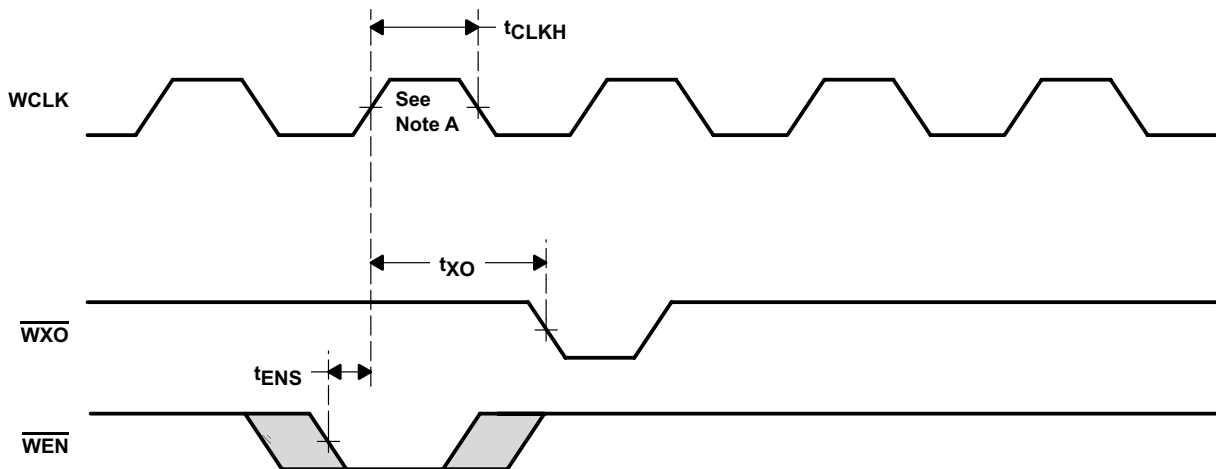 tCLKH
WCLK
See
Note A
tXO
WXO
tENS
WEN